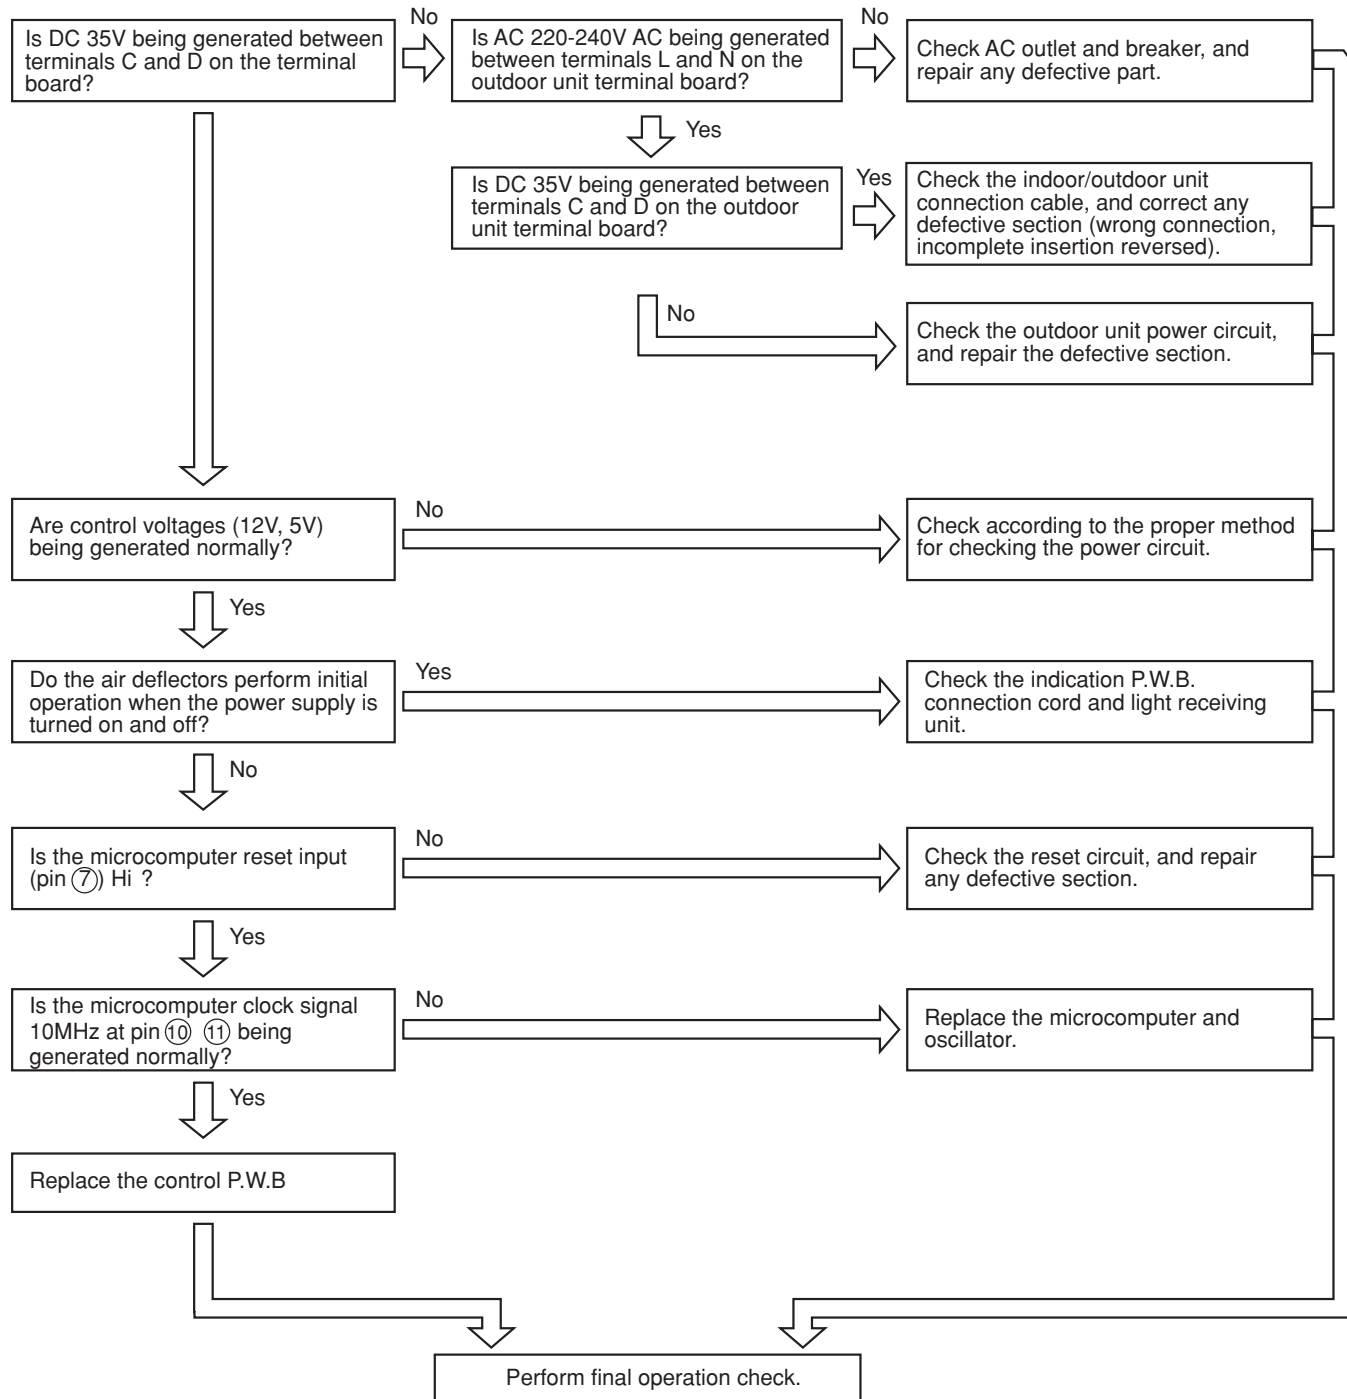 Is DC 35V being generated between
terminals C and D on the terminal
board?
No
Is AC 220-240V AC being generated
between terminals L and N on the
outdoor unit terminal board?
No
Check AC outlet and breaker, and
repair any defective part.
Yes
Is DC 35V being generated between
terminals C and D on the outdoor
unit terminal board?
Yes
Check the indoor/outdoor unit
connection cable, and correct any
defective section (wrong connection,
incomplete insertion reversed).
No
Check the outdoor unit power circuit,
and repair the defective section.
Are control voltages (12V, 5V)
being generated normally?
No
Check according to the proper method
for checking the power circuit.
Yes
Do the air deflectors perform initial
operation when the power supply is
turned on and off?
Yes
Check the indication P.W.B.
connection cord and light receiving
unit.
No
Is the microcomputer reset input
(pin ⑦) Hi ?
No
Check the reset circuit, and repair
any defective section.
Yes
Is the microcomputer clock signal
10MHz at pin ⑩ ⑪ being
generated normally?
No
Replace the microcomputer and
oscillator.
Yes
Replace the control P.W.B
Perform final operation check.